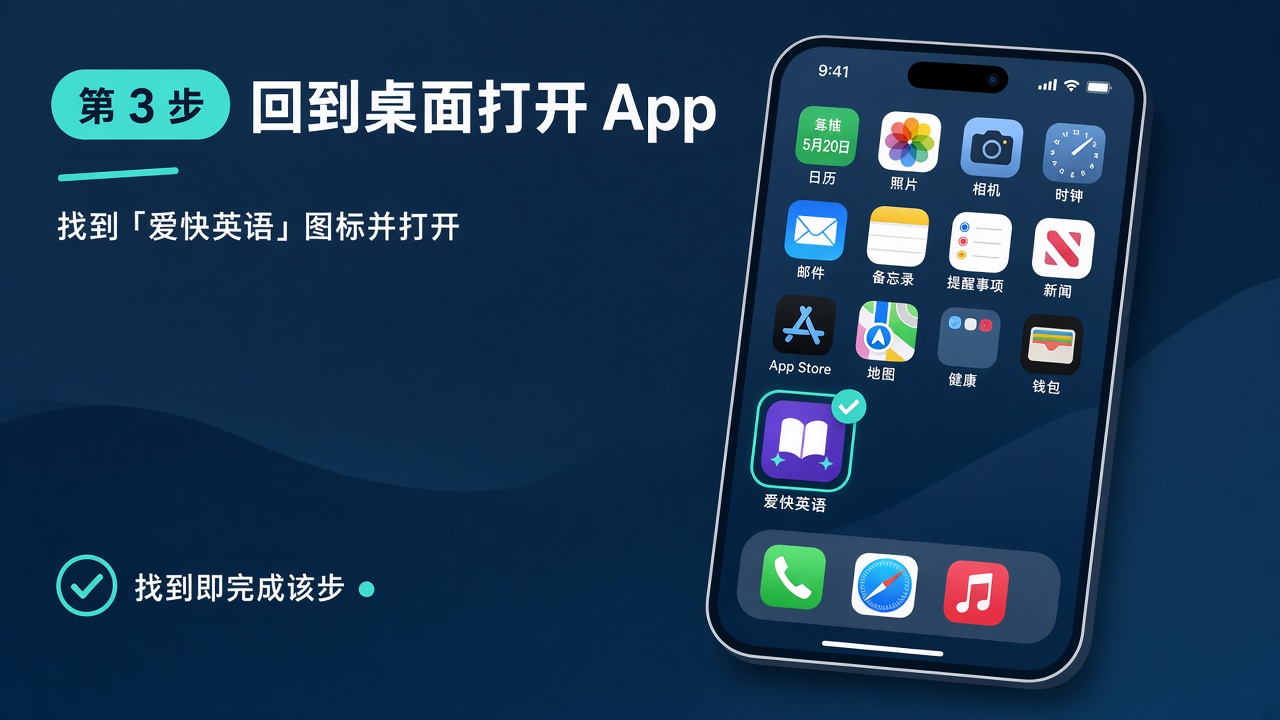 第 3 步 回到桌面打开 App
找到「爱快英语」图标并打开
找到即完成该步
9:41
5月20日
日历
照片
相机
时钟
邮件
备忘录
提醒事项
新闻
App Store
地图
健康
钱包
爱快英语